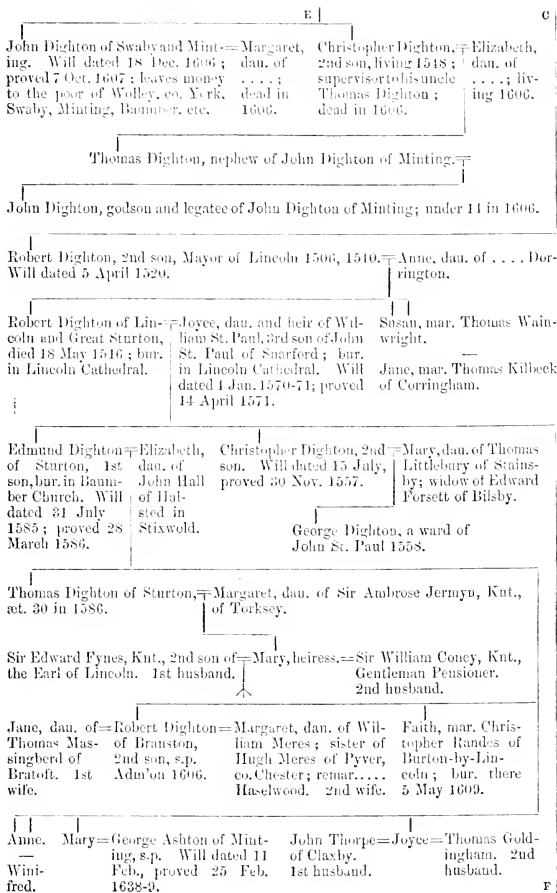 E C
John Dighton of Swaby and Mint-
ing. Will dated 18 Dec. 1606 ;
proved 7 Oct. 1607 ; leaves money
to the poor of Wolley, co. York,
Swaby, Minting, Baumber, etc.
=Margaret,
dau. of
. . . . ;
dead in
1606.
Christopher Dighton,
2nd son, living 1548 ;
supervisor to his uncle
Thomas Dighton ;
dead in 1606.
=Elizabeth,
dau. of
. . . . ; liv-
ing 1606.
Thomas Dighton, nephew of John Dighton of Minting.=
John Dighton, godson and legatee of John Dighton of Minting; under 14 in 1606.
Robert Dighton, 2nd son, Mayor of Lincoln 1506, 1510.
Will dated 5 April 1520.
=Anne, dau. of . . . . Dor-
rington.
Robert Dighton of Lin-
coln and Great Sturton,
died 18 May 1546 ; bur.
in Lincoln Cathedral.
=Joyce, dau. and heir of Wil-
liam St. Paul, 3rd son of John
St. Paul of Snarford ; bur.
in Lincoln Cathedral. Will
dated 4 Jan. 1570-71; proved
14 April 1571.
Susan, mar. Thomas Wain-
wright.
—
Jane, mar. Thomas Kilbeck
of Corringham.
Edmund Dighton
of Sturton, 1st
son, bur. in Baum-
ber Church. Will
dated 31 July
1585 ; proved 28
March 1586.
=Elizabeth,
dau. of
John Hall
of Hal-
sted in
Stixwold.
Christopher Dighton, 2nd
son. Will dated 15 July,
proved 30 Nov. 1557.
=Mary, dau. of Thomas
Littlebury of Stains-
by; widow of Edward
Forsett of Bilsby.
George Dighton, a ward of
John St. Paul 1558.
Thomas Dighton of Sturton,
æt. 30 in 1586.
=Margaret, dau. of Sir Ambrose Jermyn, Knt.,
of Torksey.
Sir Edward Fynes, Knt., 2nd son of
the Earl of Lincoln. 1st husband.
=Mary, heiress.=
Sir William Coney, Knt.,
Gentleman Pensioner.
2nd husband.
Jane, dau. of
Thomas Mas-
singberd of
Bratoft. 1st
wife.
=Robert Dighton=
of Branston,
2nd son, s.p.
Adm'on 1606.
Margaret, dau. of Wil-
liam Meres ; sister of
Hugh Meres of Pyver,
co. Chester ; remar. . . . .
Haselwood. 2nd wife.
Faith, mar. Chris-
topher Randes of
Burton-by-Lin-
coln ; bur. there
5 May 1609.
Anne.
—
Wini-
fred.
Mary=
George Ashton of Mint-
ing, s.p. Will dated 11
Feb., proved 25 Feb.
1638-9.
John Thorpe
of Claxby.
1st husband.
=Joyce=
Thomas Gold-
ingham. 2nd
husband.
F